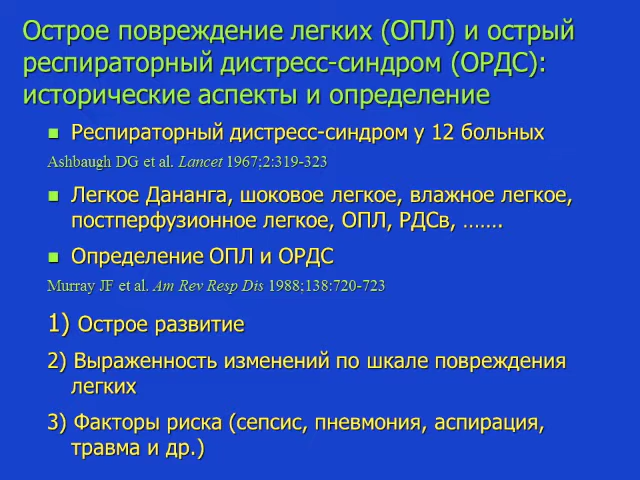 Острое повреждение легких (ОПЛ) и острый
респираторный дистресс-синдром (ОРДС):
исторические аспекты и определение
Респираторный дистресс-синдром у 12 больных
Ashbaugh DG et al. Lancet 1967;2:319-323
Легкое Дананга, шоковое легкое, влажное легкое,
постперфузионное легкое, ОПЛ, РДСв, …….
Определение ОПЛ и ОРДС
Murray JF et al. Am Rev Resp Dis 1988;138:720-723
1) Острое развитие
2) Выраженность изменений по шкале повреждения
легких
3) Факторы риска (сепсис, пневмония, аспирация,
травма и др.)